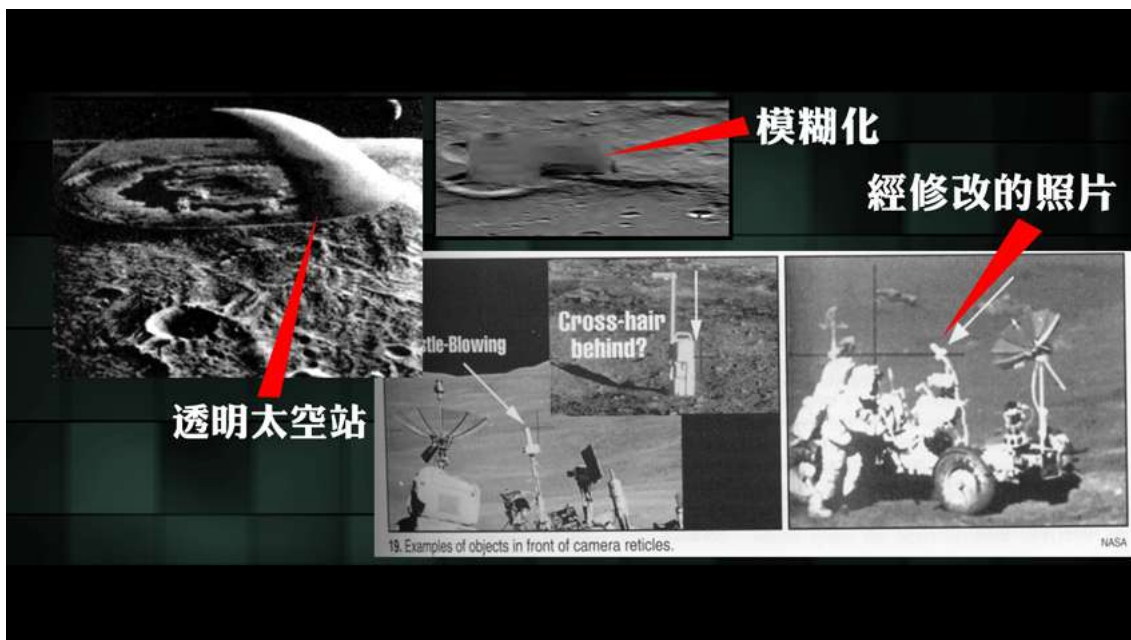 模糊化
經修改的照片
Cross-hair
behind?
tle-Blowing
透明太空站
19. Examples of objects in front of camera reticles.
NASA